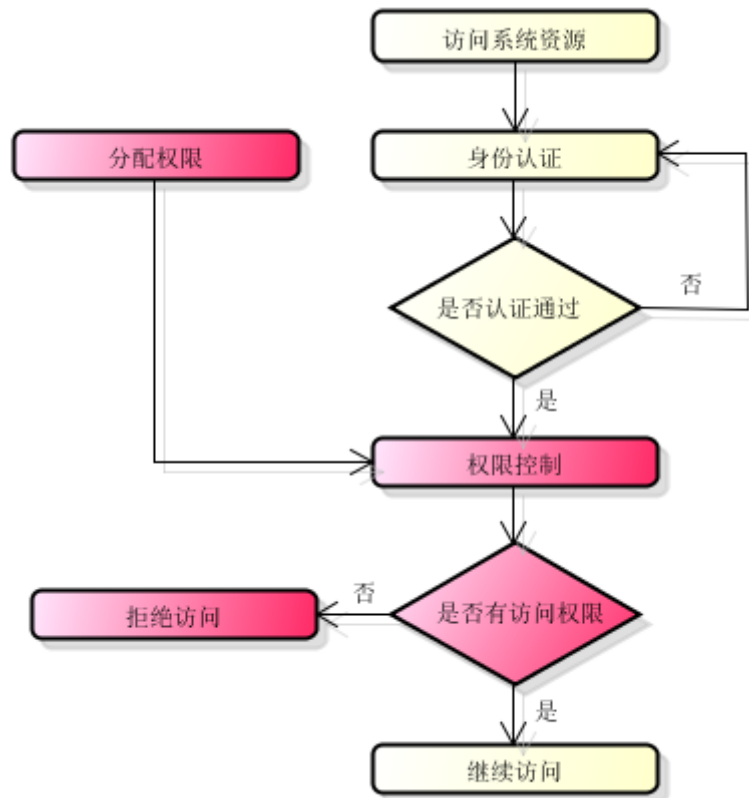 访问系统资源
分配权限
身份认证
否
是否认证通过
是
权限控制
否
拒绝访问
是否有访问权限
是
继续访问